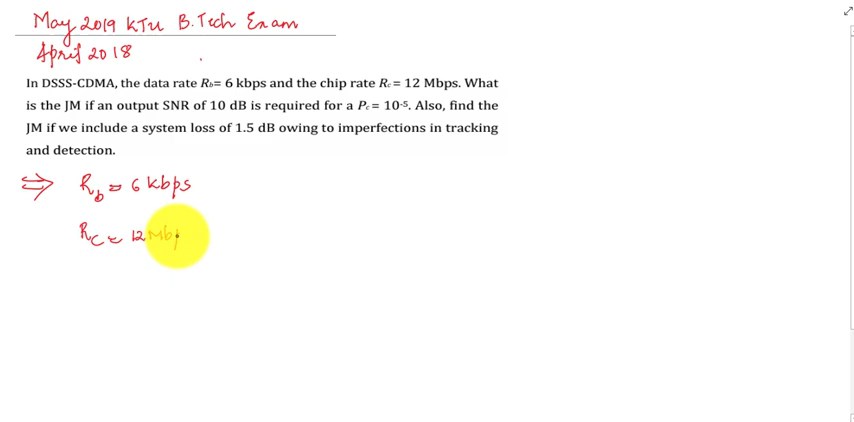 May 2019 KTU B.Tech Exam
April 2018
In DSSS-CDMA, the data rate Rb= 6 kbps and the chip rate Rc = 12 Mbps. What
is the JM if an output SNR of 10 dB is required for a Pe = 10-5. Also, find the
JM if we include a system loss of 1.5 dB owing to imperfections in tracking
and detection.
⇒ Rb = 6 kbps
Rc = 12 Mbp